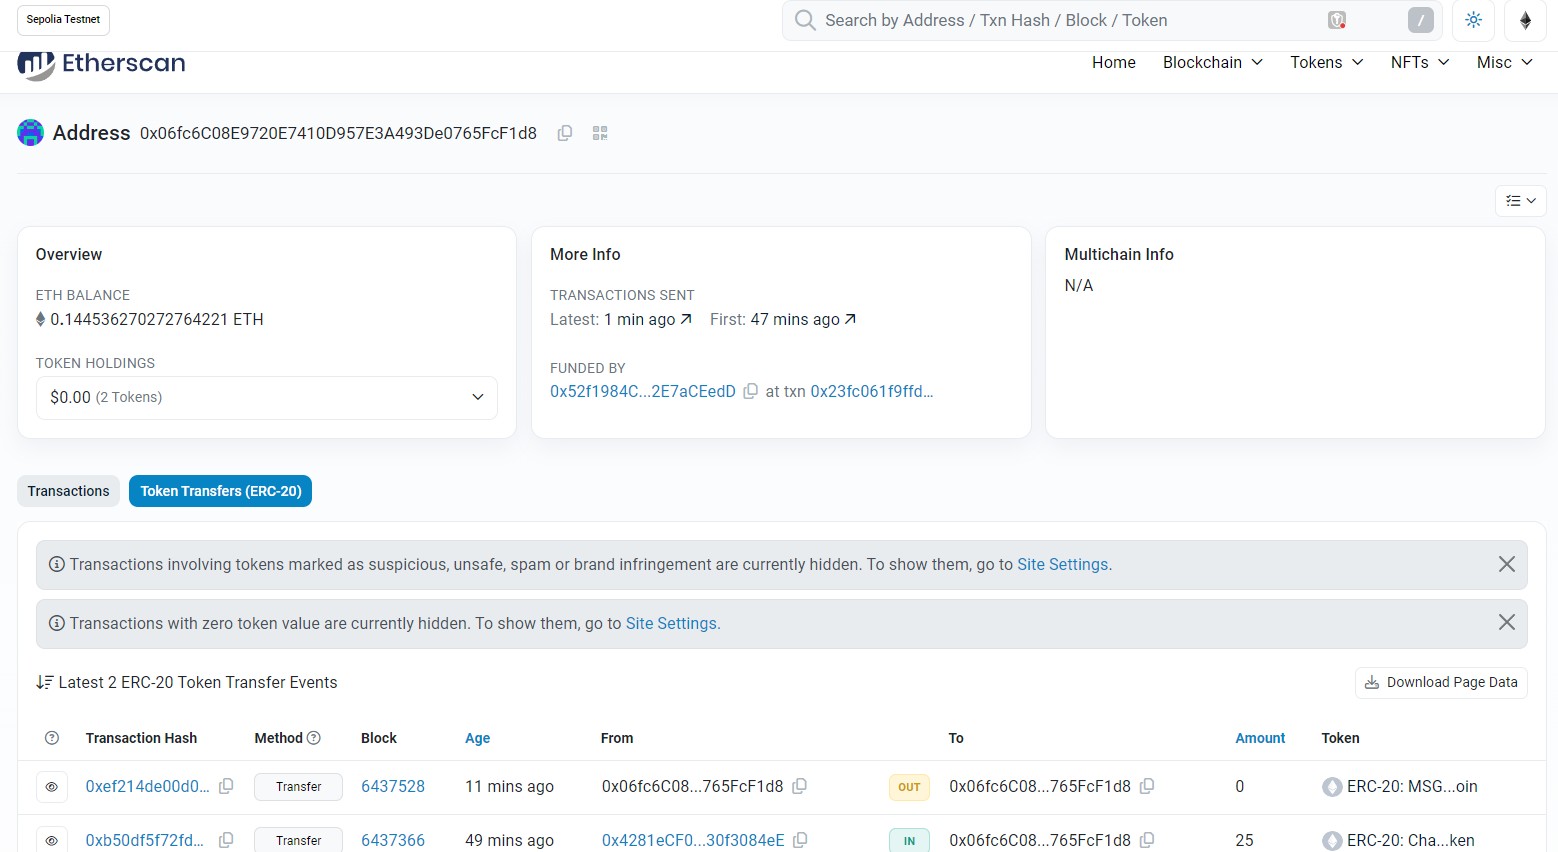 Sepolia Testnet
Search by Address / Txn Hash / Block / Token
/
Etherscan
Home Blockchain Tokens NFTs Misc
Address 0x06fc6C08E9720E7410D957E3A493De0765FcF1d8
Overview
ETH BALANCE
0.144536270272764221 ETH
TOKEN HOLDINGS
$0.00 (2 Tokens)
More Info
TRANSACTIONS SENT
Latest: 1 min ago First: 47 mins ago
FUNDED BY
0x52f1984C...2E7aCEedD at txn 0x23fc061f9ffd...
Multichain Info
N/A
Transactions Token Transfers (ERC-20)
Transactions involving tokens marked as suspicious, unsafe, spam or brand infringement are currently hidden. To show them, go to Site Settings.
Transactions with zero token value are currently hidden. To show them, go to Site Settings.
Latest 2 ERC-20 Token Transfer Events
Download Page Data
Transaction Hash Method Block Age From To Amount Token
0xef214de00d0... Transfer 6437528 11 mins ago 0x06fc6C08...765FcF1d8 OUT 0x06fc6C08...765FcF1d8 0 ERC-20: MSG...oin
0xb50df5f72fd... Transfer 6437366 49 mins ago 0x4281eCF0...30f3084eE IN 0x06fc6C08...765FcF1d8 25 ERC-20: Cha...ken